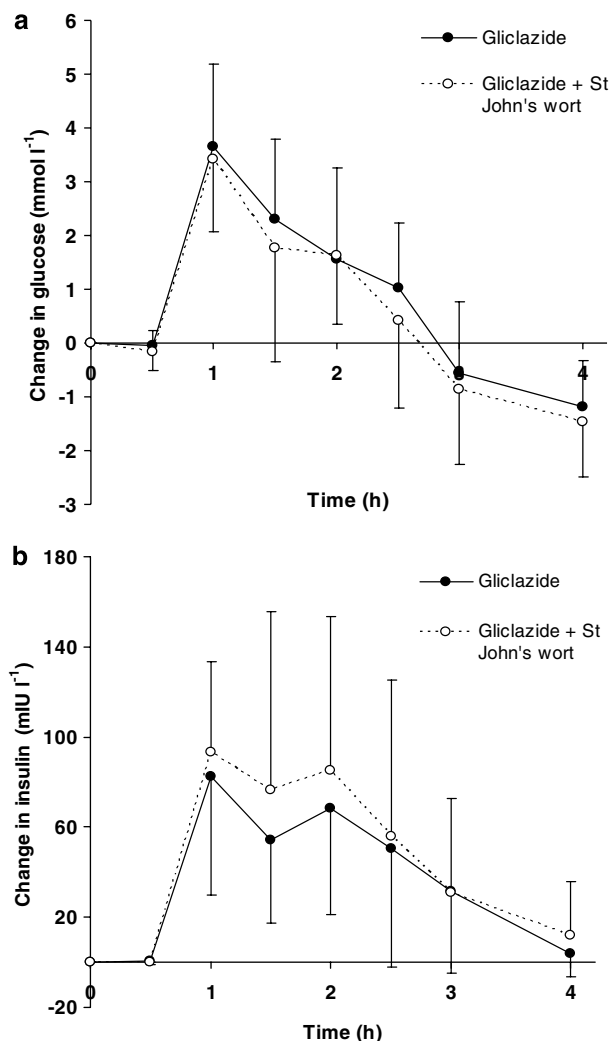 a
6
5
4
3
2
1
0
-1
-2
-3
Change in glucose (mmol l⁻¹)
0 1 2 4
Time (h)
Gliclazide
Gliclazide + St
John's wort
b
180
140
100
60
20
-20
Change in insulin (mIU l⁻¹)
0 1 2 3 4
Time (h)
Gliclazide
Gliclazide + St
John's wort